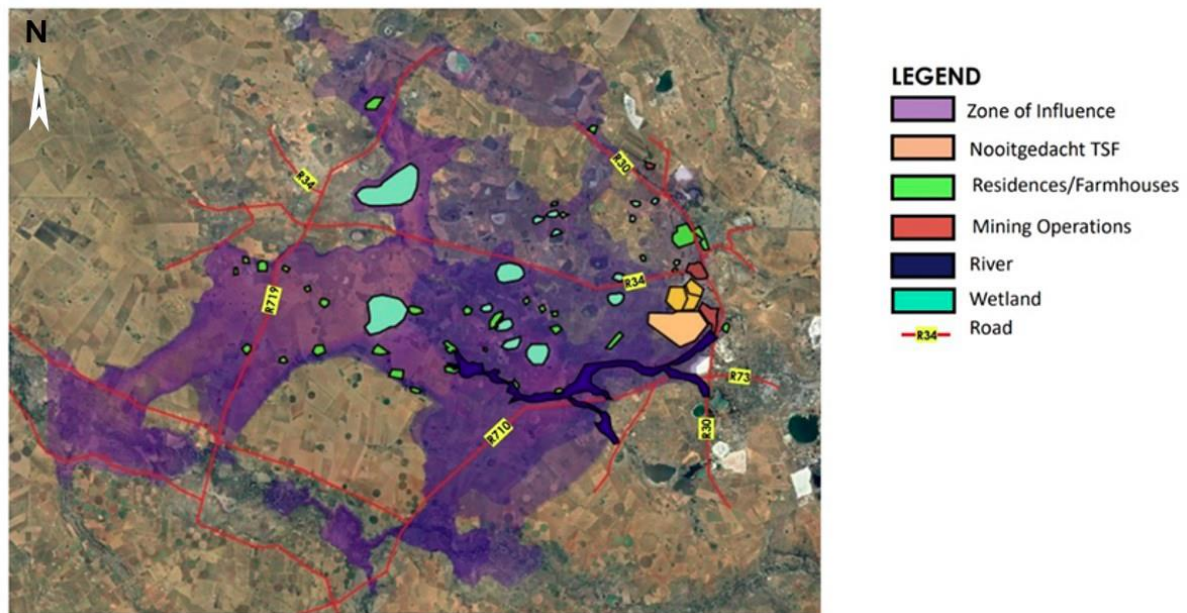 N
R34
R30
R719
R34
R73
R710
R30
LEGEND
Zone of Influence
Nooitgedacht TSF
Residences/Farmhouses
Mining Operations
River
Wetland
R34 Road